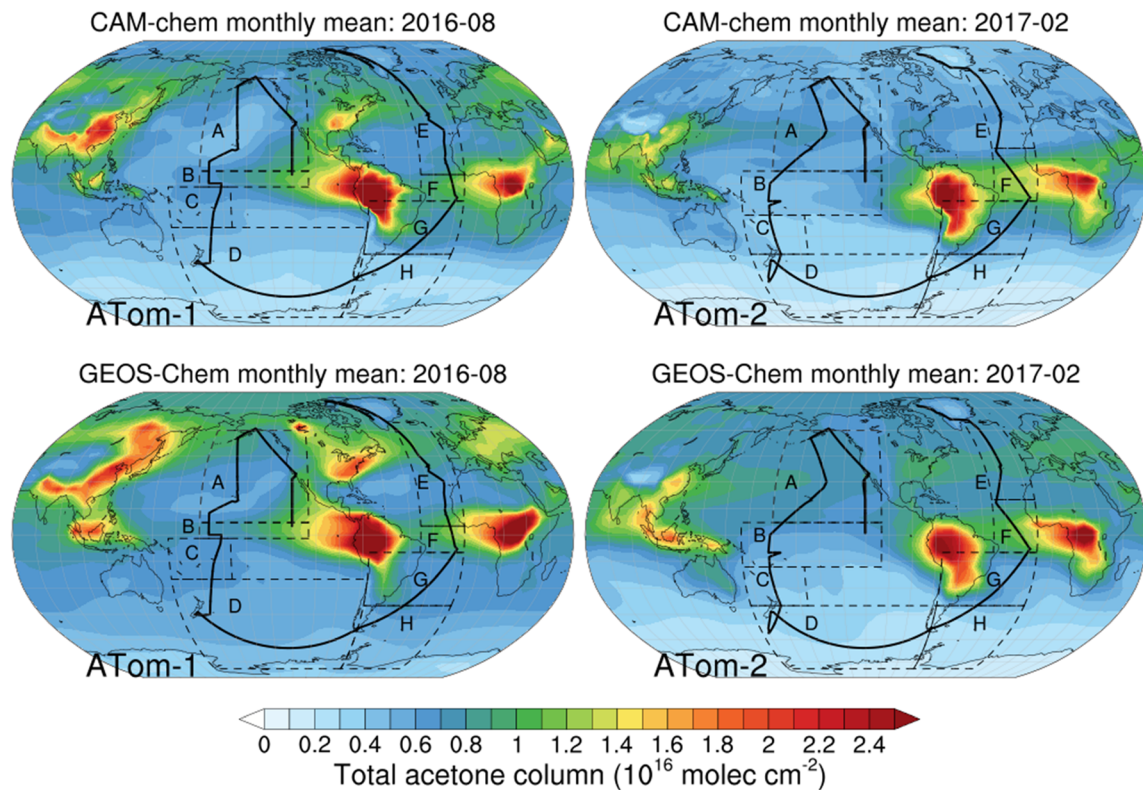 CAM-chem monthly mean: 2016-08
CAM-chem monthly mean: 2017-02
A
E
B
F
C
G
D
H
ATom-1
A
E
B
F
C
G
D
H
ATom-2
GEOS-Chem monthly mean: 2016-08
GEOS-Chem monthly mean: 2017-02
A
E
B
F
C
G
D
H
ATom-1
A
E
B
F
C
G
D
H
ATom-2
0 0.2 0.4 0.6 0.8 1 1.2 1.4 1.6 1.8 2 2.2 2.4
Total acetone column (10¹⁶ molec cm⁻²)